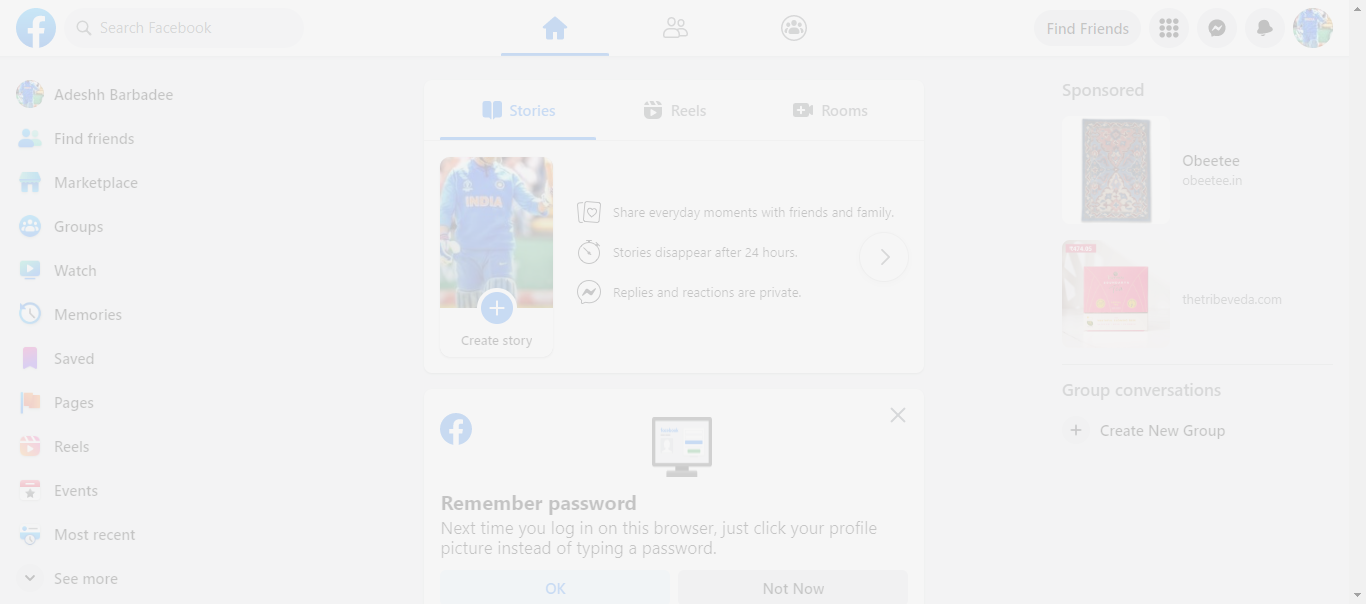 Search Facebook
Find Friends
Adeshh Barbadee
Find friends
Marketplace
Groups
Watch
Memories
Saved
Pages
Reels
Events
Most recent
See more
Stories
Reels
Rooms
INDIA
Create story
Share everyday moments with friends and family.
Stories disappear after 24 hours.
Replies and reactions are private.
Remember password
Next time you log in on this browser, just click your profile
picture instead of typing a password.
OK
Not Now
Sponsored
Obeetee
obeetee.in
thetribeveda.com
Group conversations
Create New Group